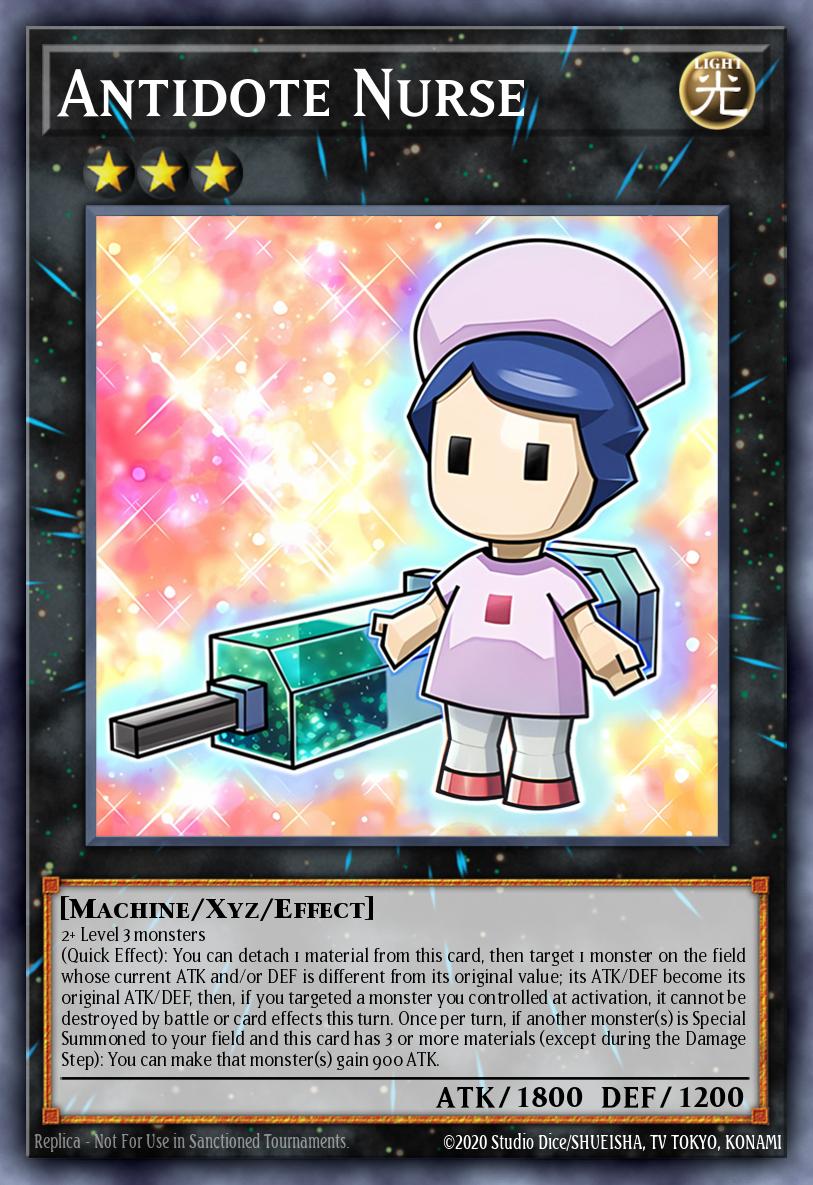 Antidote Nurse
LIGHT
光
[Machine/Xyz/Effect]
2+ Level 3 monsters
(Quick Effect): You can detach 1 material from this card, then target 1 monster on the field
whose current ATK and/or DEF is different from its original value; its ATK/DEF become its
original ATK/DEF, then, if you targeted a monster you controlled at activation, it cannot be
destroyed by battle or card effects this turn. Once per turn, if another monster(s) is Special
Summoned to your field and this card has 3 or more materials (except during the Damage
Step): You can make that monster(s) gain 900 ATK.
ATK/1800 DEF/1200
Replica - Not For Use in Sanctioned Tournaments.
©2020 Studio Dice/SHUEISHA, TV TOKYO, KONAMI